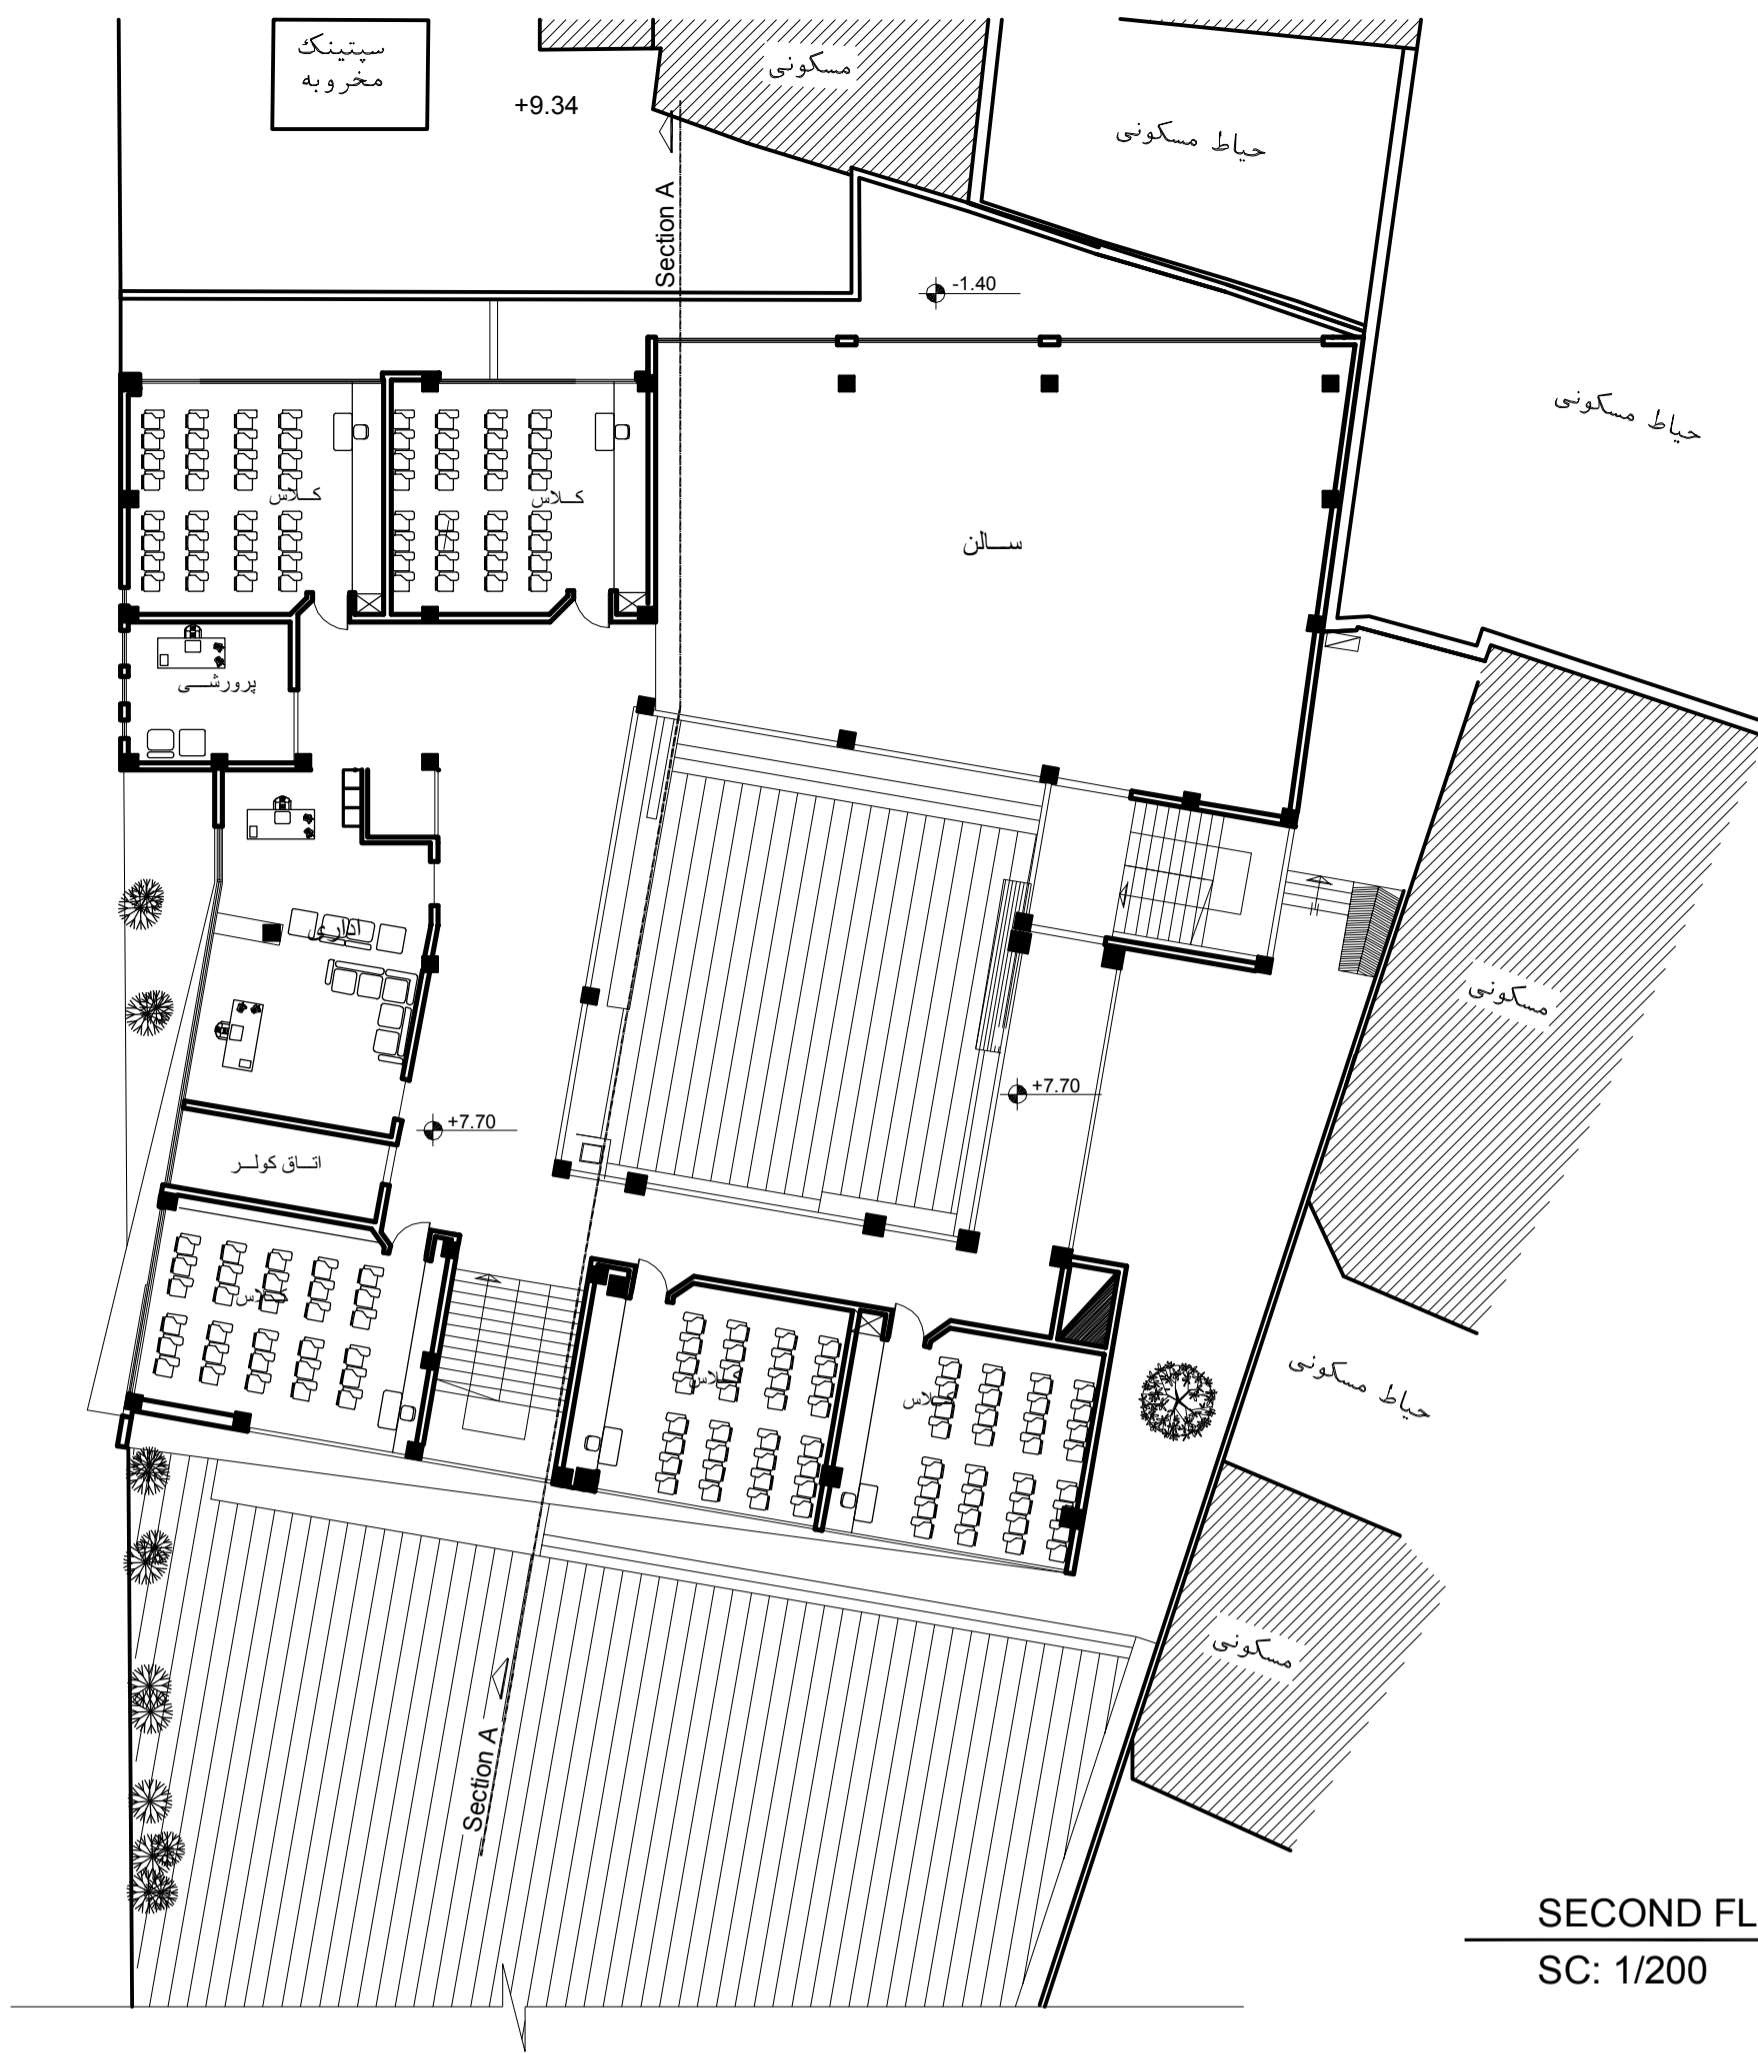 سپتینک
مخروبه
+9.34
مسکونی
حیاط مسکونی
Section A
-1.40
حیاط مسکونی
کلاس
کلاس
سالن
پرورشی
اداری
مسکونی
+7.70
+7.70
اتاق کولر
کلاس
کلاس
کلاس
حیاط مسکونی
مسکونی
Section A
SECOND FL
SC: 1/200